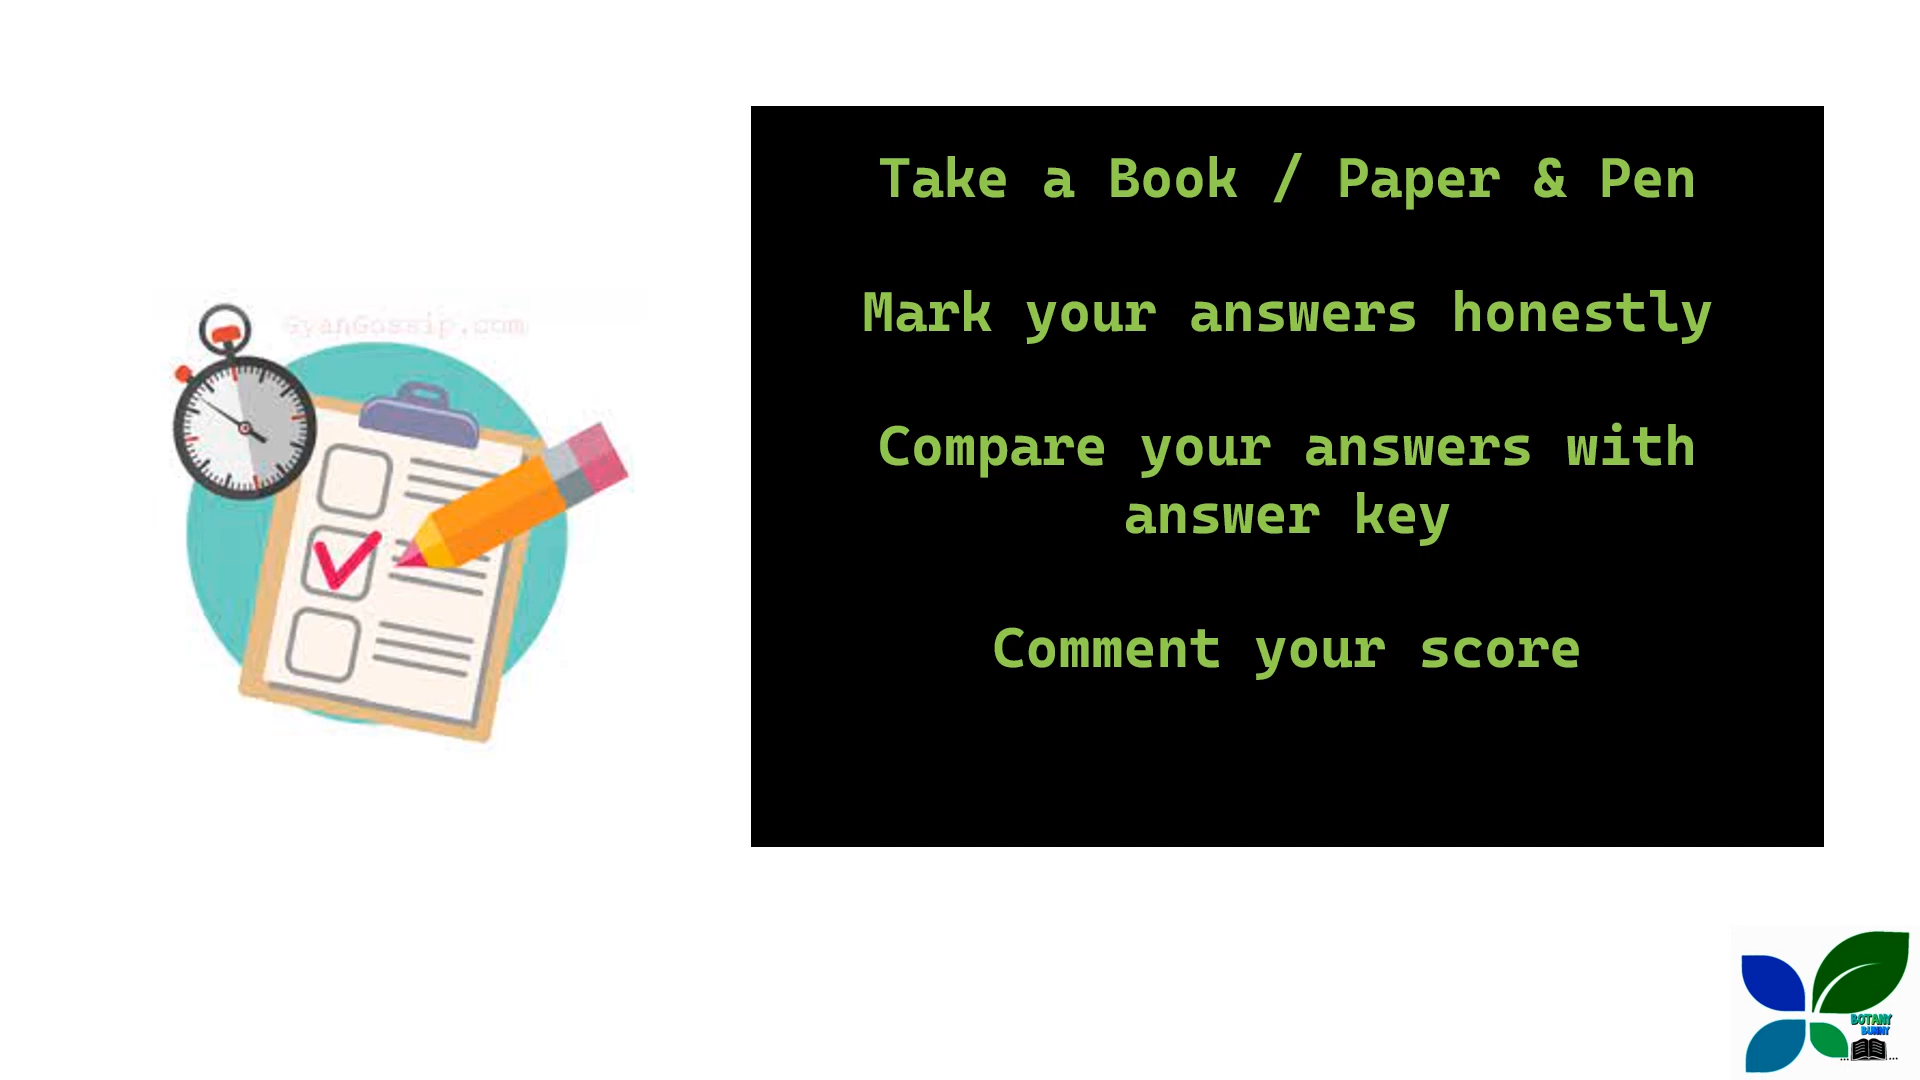 GyanGossip.com
Take a Book / Paper & Pen
Mark your answers honestly
Compare your answers with
answer key
Comment your score
BOTANY
BUNNY